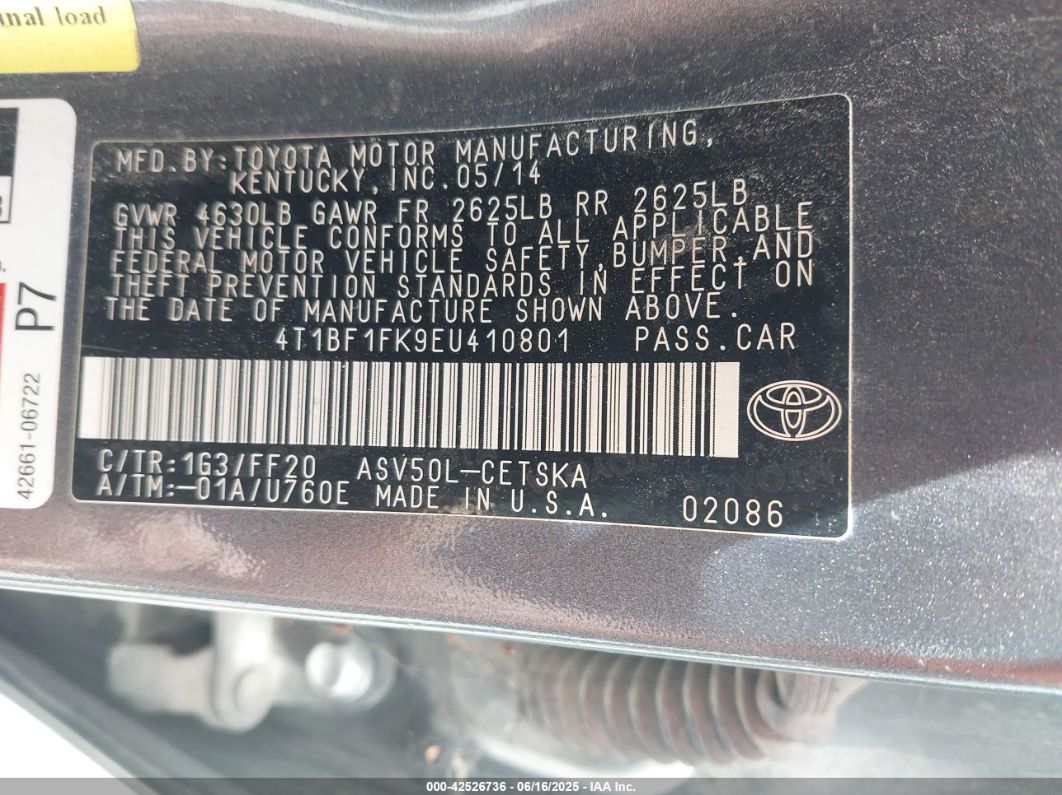 nal load
P7
42661-06722
MFD.BY:TOYOTA MOTOR MANUFACTURING,
KENTUCKY,INC.05/14
GVWR 4630LB GAWR FR 2625LB RR 2625LB
THIS VEHICLE CONFORMS TO ALL APPLICABLE
FEDERAL MOTOR VEHICLE SAFETY,BUMPER,AND
THEFT PREVENTION STANDARDS IN EFFECT ON
THE DATE OF MANUFACTURE SHOWN ABOVE.
4T1BF1FK9EU410801 PASS.CAR
C/TR:1G3/FF20 ASV50L-CETSKA
A/TM:-01A/U760E MADE IN U.S.A. 02086
000-42526736 - 06/16/2025 - IAA Inc.